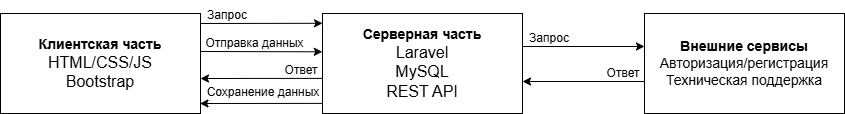 Клиентская часть
HTML/CSS/JS
Bootstrap
Запрос
Отправка данных
Ответ
Сохранение данных
Серверная часть
Laravel
MySQL
REST API
Запрос
Ответ
Внешние сервисы
Авторизация/регистрация
Техническая поддержка